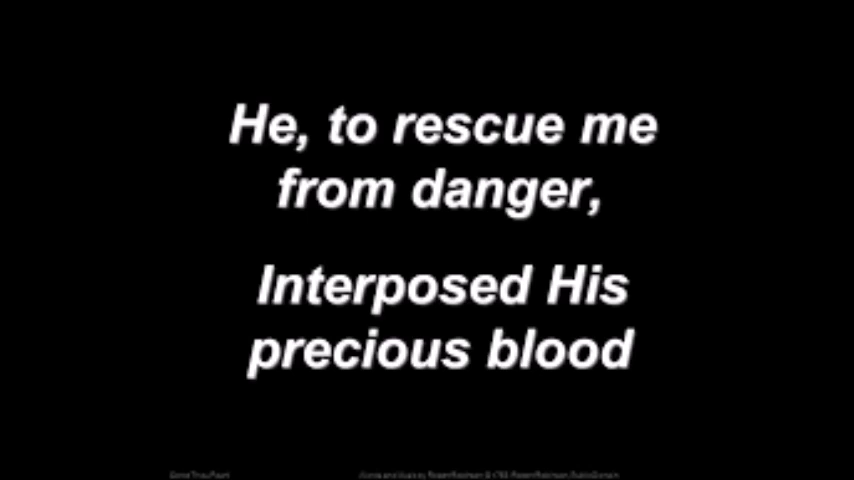 He, to rescue me
from danger,
Interposed His
precious blood